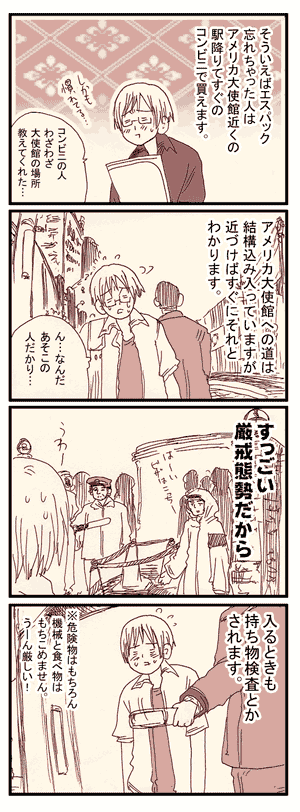 そういえばエスパック
忘れちゃった人は
アメリカ大使館近くの
駅降りてすぐの
コンビニで買えます。
しかも
慣れてる…
コンビニの人
わざわざ
大使館の場所
教えてくれた…
アメリカ大使館への道は
結構込み入っていますが
近づけばすぐにそれと
わかります。
ん…なんだ
あそこの
人だかり…
すっごい
厳戒態勢だから
はーい
うわー
入るときも
持ち物検査とか
されます。
※危険物はもちろん
機械と食べ物は
もちこめません。
うーん厳しい！